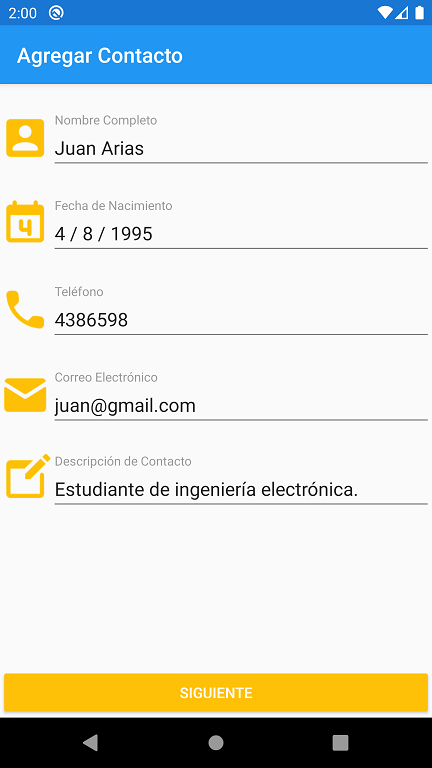 2:00
Agregar Contacto
Nombre Completo
Juan Arias
Fecha de Nacimiento
4
4 / 8 / 1995
Teléfono
4386598
Correo Electrónico
juan@gmail.com
Descripción de Contacto
Estudiante de ingeniería electrónica.
SIGUIENTE